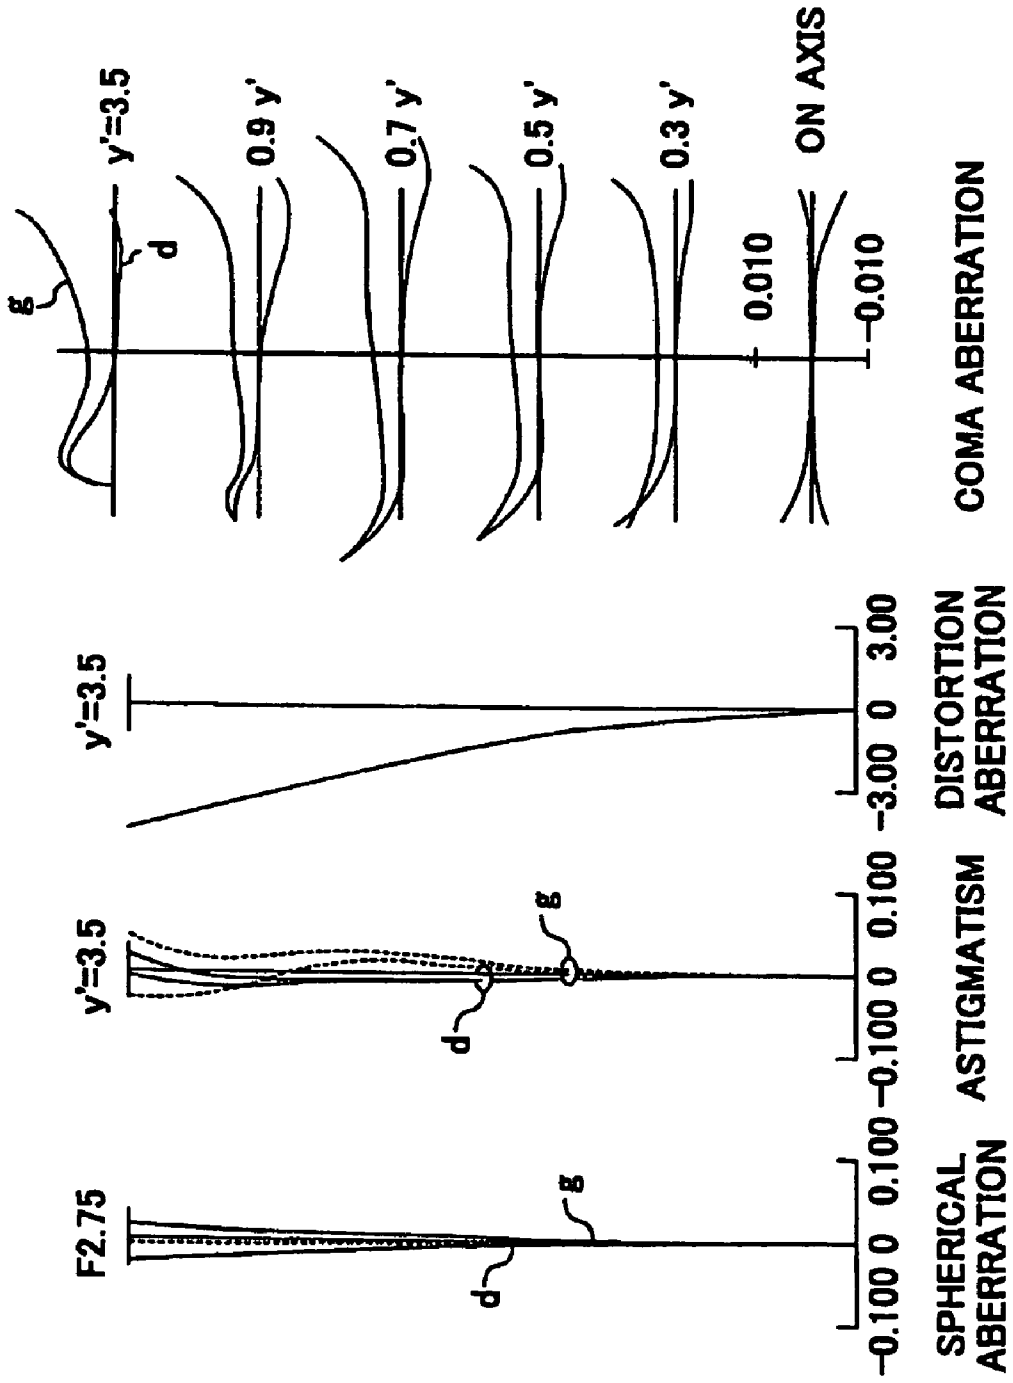 F2.75
d
g
-0.100 0 0.100
SPHERICAL
ABERRATION
y'=3.5
d
g
-0.100 0 0.100
ASTIGMATISM
y'=3.5
-3.00 0 3.00
DISTORTION
ABERRATION
g
y'=3.5
d
0.9 y'
0.7 y'
0.5 y'
0.3 y'
0.010
ON AXIS
-0.010
COMA ABERRATION